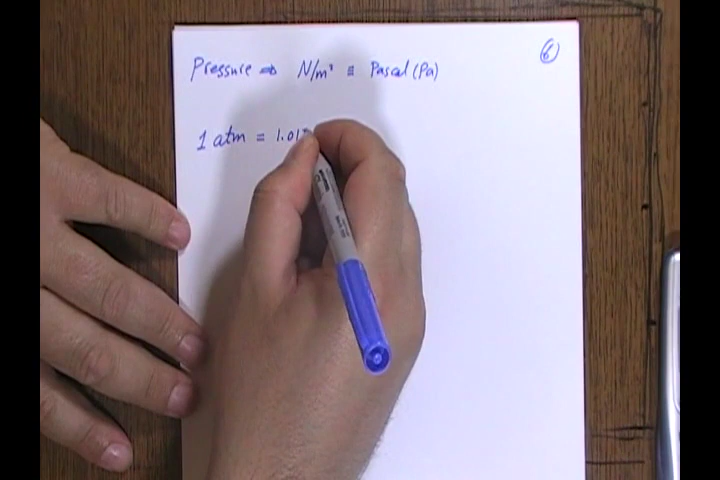 6
Pressure ⇒ N/m² ≡ Pascal (Pa)
1 atm = 1.01